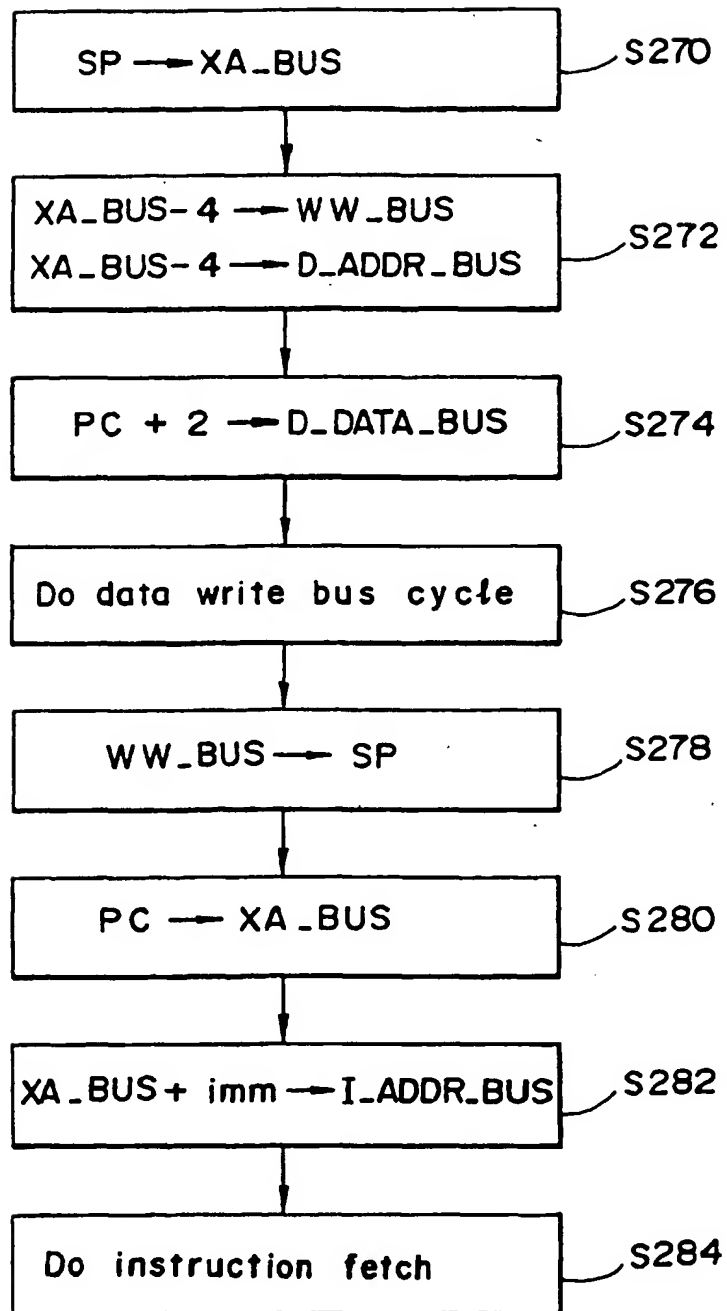 SP → XA_BUS
S270
XA_BUS-4 → WW_BUS
XA_BUS-4 → D_ADDR_BUS
S272
PC + 2 → D_DATA_BUS
S274
Do data write bus cycle
S276
WW_BUS → SP
S278
PC → XA_BUS
S280
XA_BUS+ imm → I_ADDR_BUS
S282
Do instruction fetch
S284